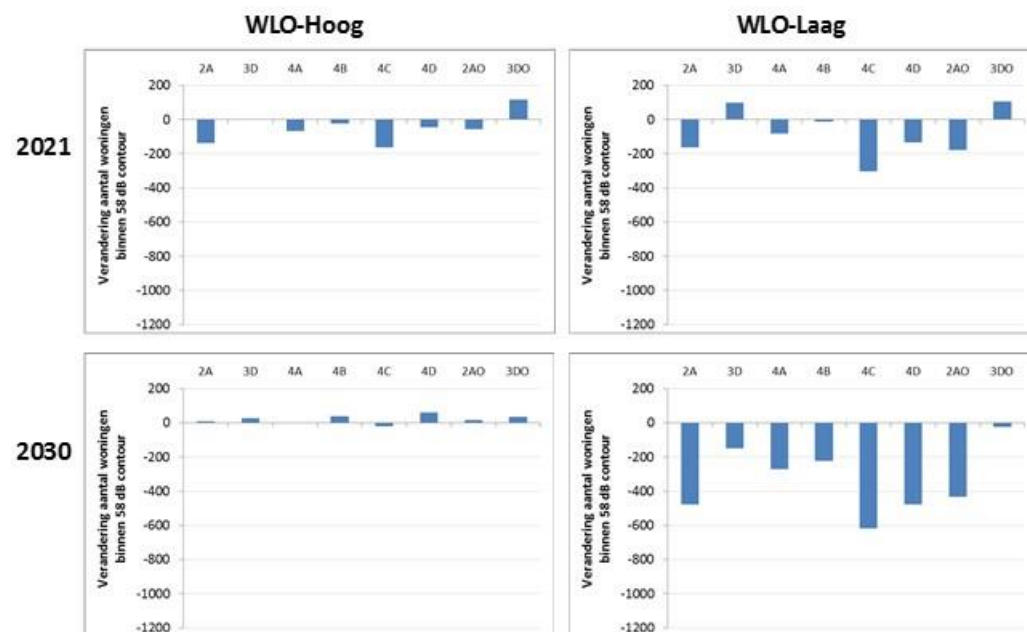 WLO-Hoog
WLO-Laag
2021
Verandering aantal woningen
binnen 58 dB contour
2A 3D 4A 4B 4C 4D 2AO 3DO
200
0
-200
-400
-600
-800
-1000
-1200
Verandering aantal woningen
binnen 58 dB contour
2A 3D 4A 4B 4C 4D 2AO 3DO
200
0
-200
-400
-600
-800
-1000
-1200
2030
Verandering aantal woningen
binnen 58 dB contour
2A 3D 4A 4B 4C 4D 2AO 3DO
200
0
-200
-400
-600
-800
-1000
-1200
Verandering aantal woningen
binnen 58 dB contour
2A 3D 4A 4B 4C 4D 2AO 3DO
200
0
-200
-400
-600
-800
-1000
-1200